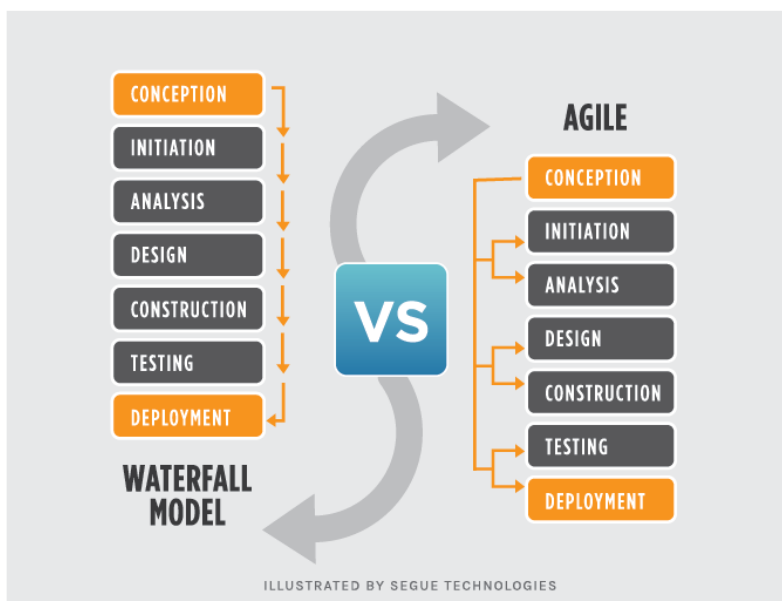 CONCEPTION
INITIATION
ANALYSIS
DESIGN
CONSTRUCTION
TESTING
DEPLOYMENT
WATERFALL
MODEL
VS
AGILE
CONCEPTION
INITIATION
ANALYSIS
DESIGN
CONSTRUCTION
TESTING
DEPLOYMENT
ILLUSTRATED BY SEGUE TECHNOLOGIES